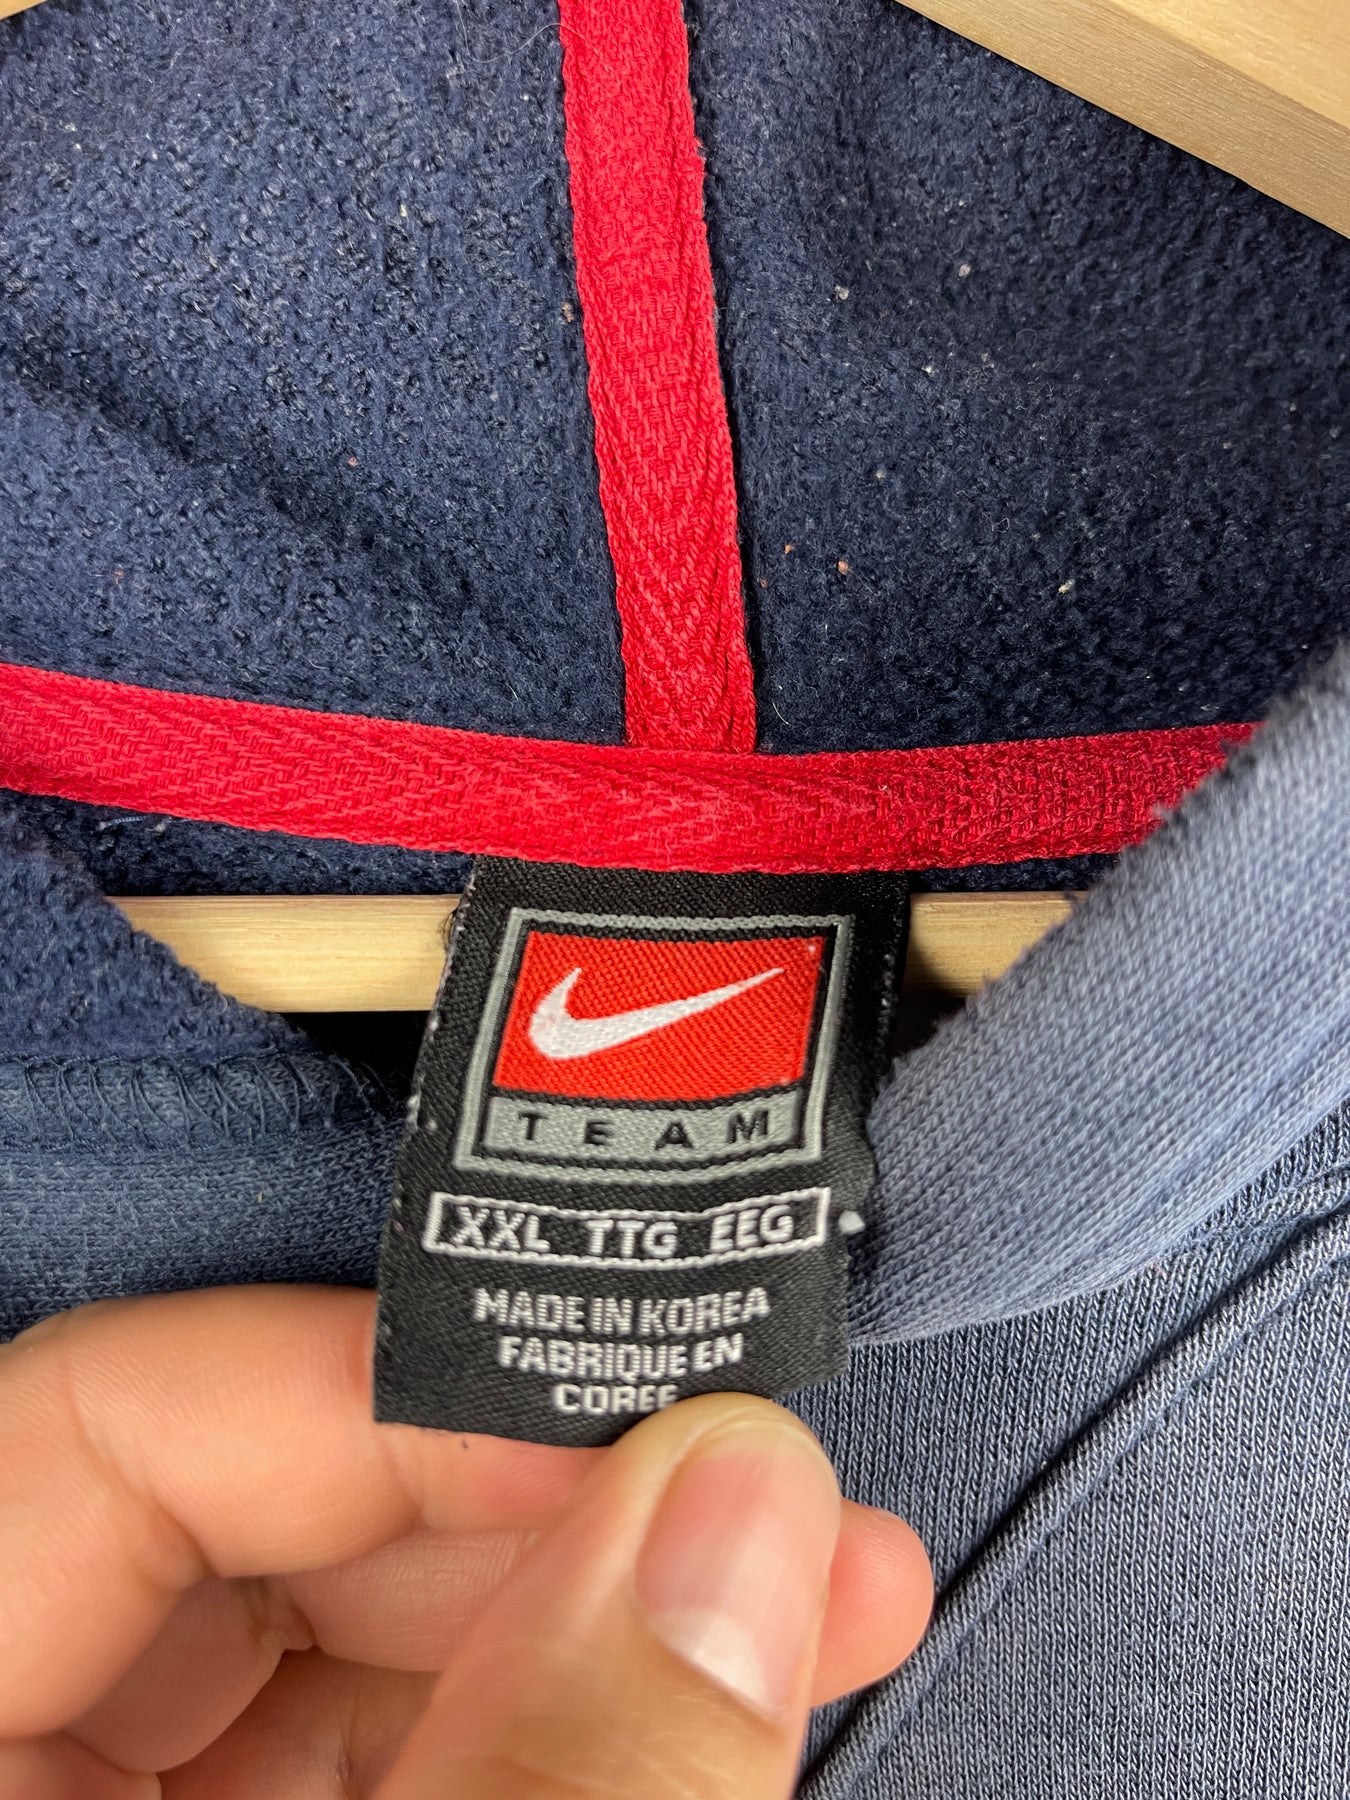 TEAM
XXL TTG EEG
MADE IN KOREA
FABRIQUE EN
COREE